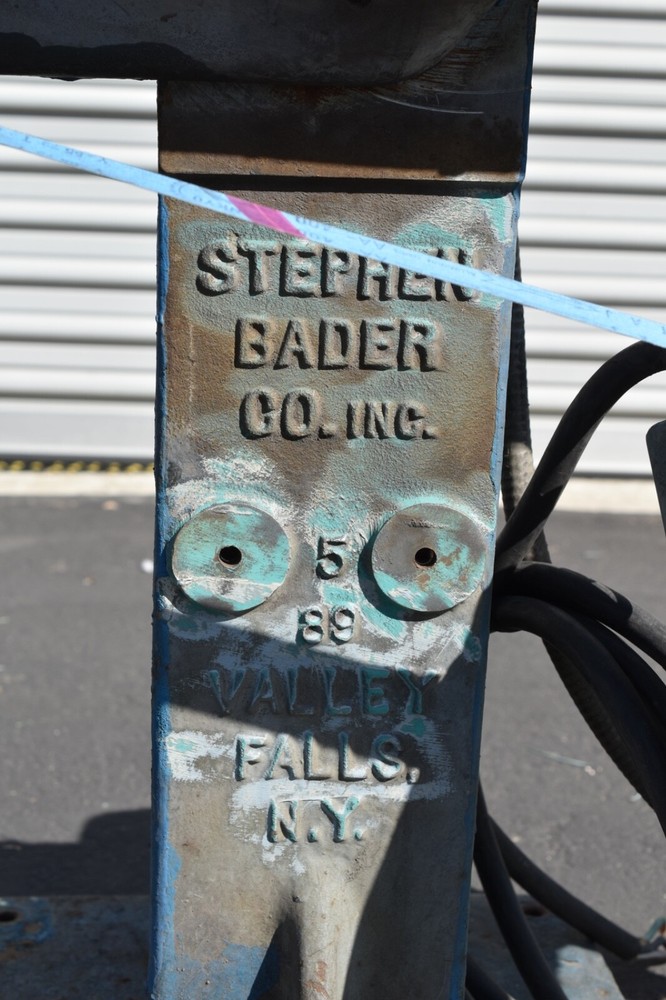 STEPHEN
BADER
CO. INC.
5
89
VALLEY
FALLS,
N.Y.